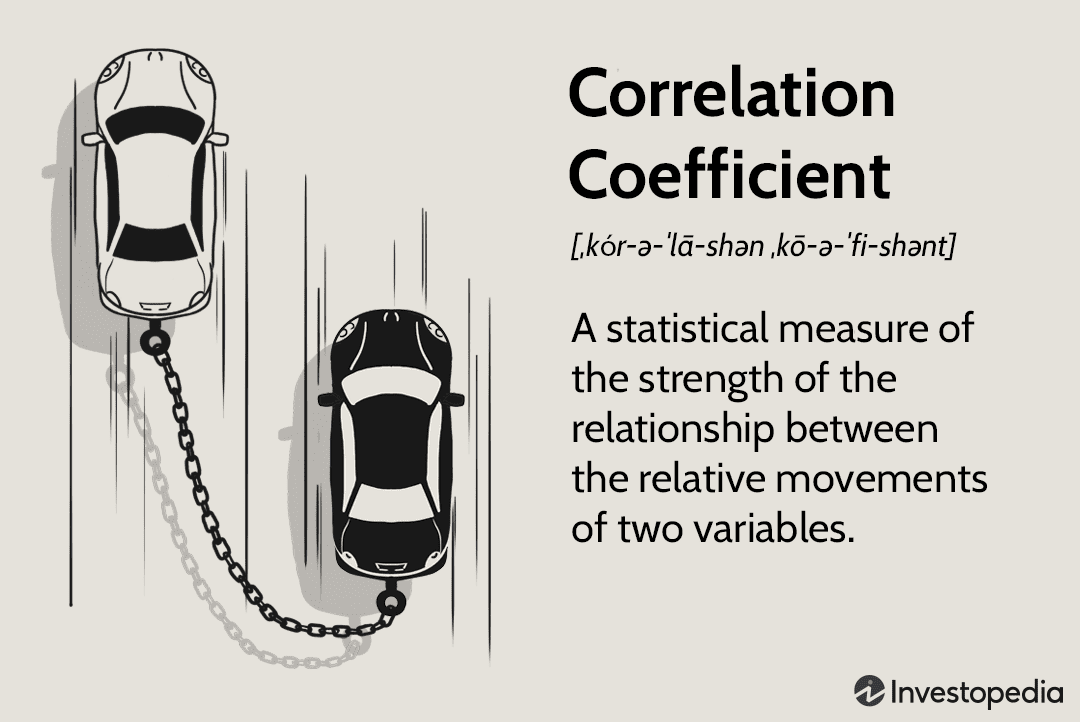 Correlation
Coefficient
[ˌkór-ə-ˈlā-shən ˌkō-ə-ˈfi-shənt]
A statistical measure of
the strength of the
relationship between
the relative movements
of two variables.
Investopedia